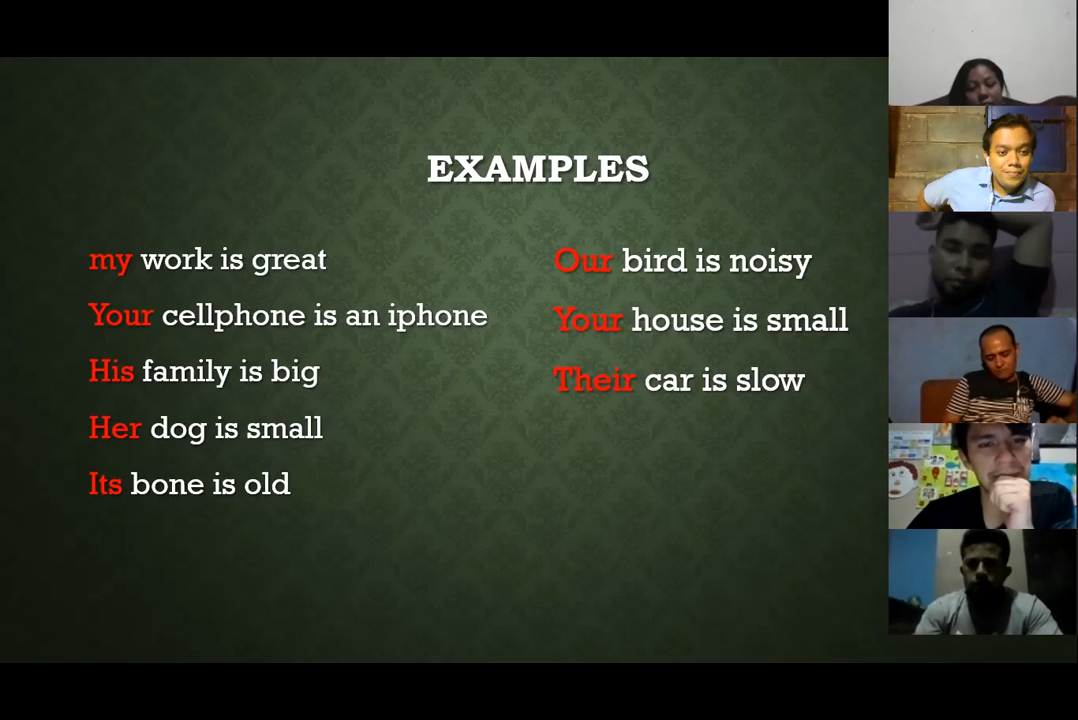 EXAMPLES
my work is great
Your cellphone is an iphone
His family is big
Her dog is small
Its bone is old
Our bird is noisy
Your house is small
Their car is slow